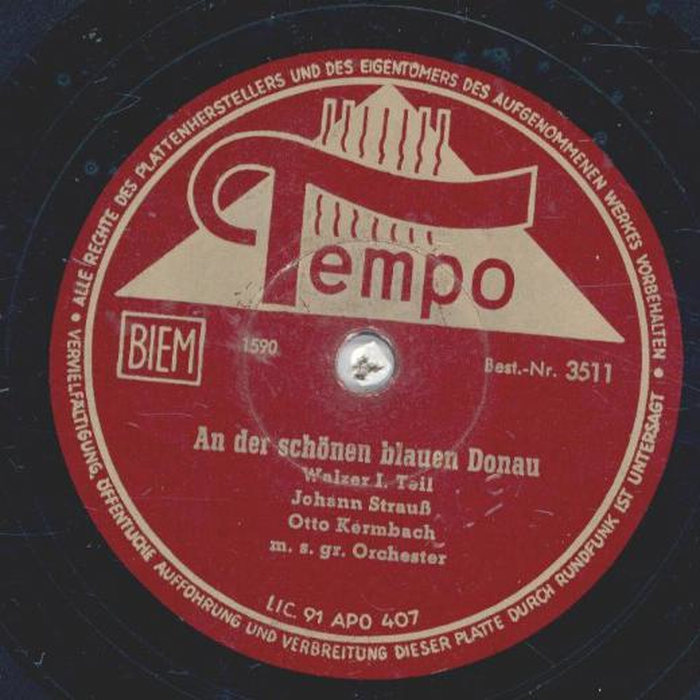 ALLE RECHTE DES PLATTENHERSTELLERS UND DES EIGENTÜMERS DES AUFGENOMMENEN WERKES VORBEHALTEN •
VERVIELFÄLTIGUNG, ÖFFENTLICHE AUFFÜHRUNG UND VERBREITUNG DIESER PLATTE DURCH RUNDFUNK IST UNTERSAGT •
Tempo
BIEM
1590
Best.-Nr. 3511
An der schönen blauen Donau
Walzer I. Teil
Johann Strauß
Otto Kermbach
m. s. gr. Orchester
LIC. 91 APO 407